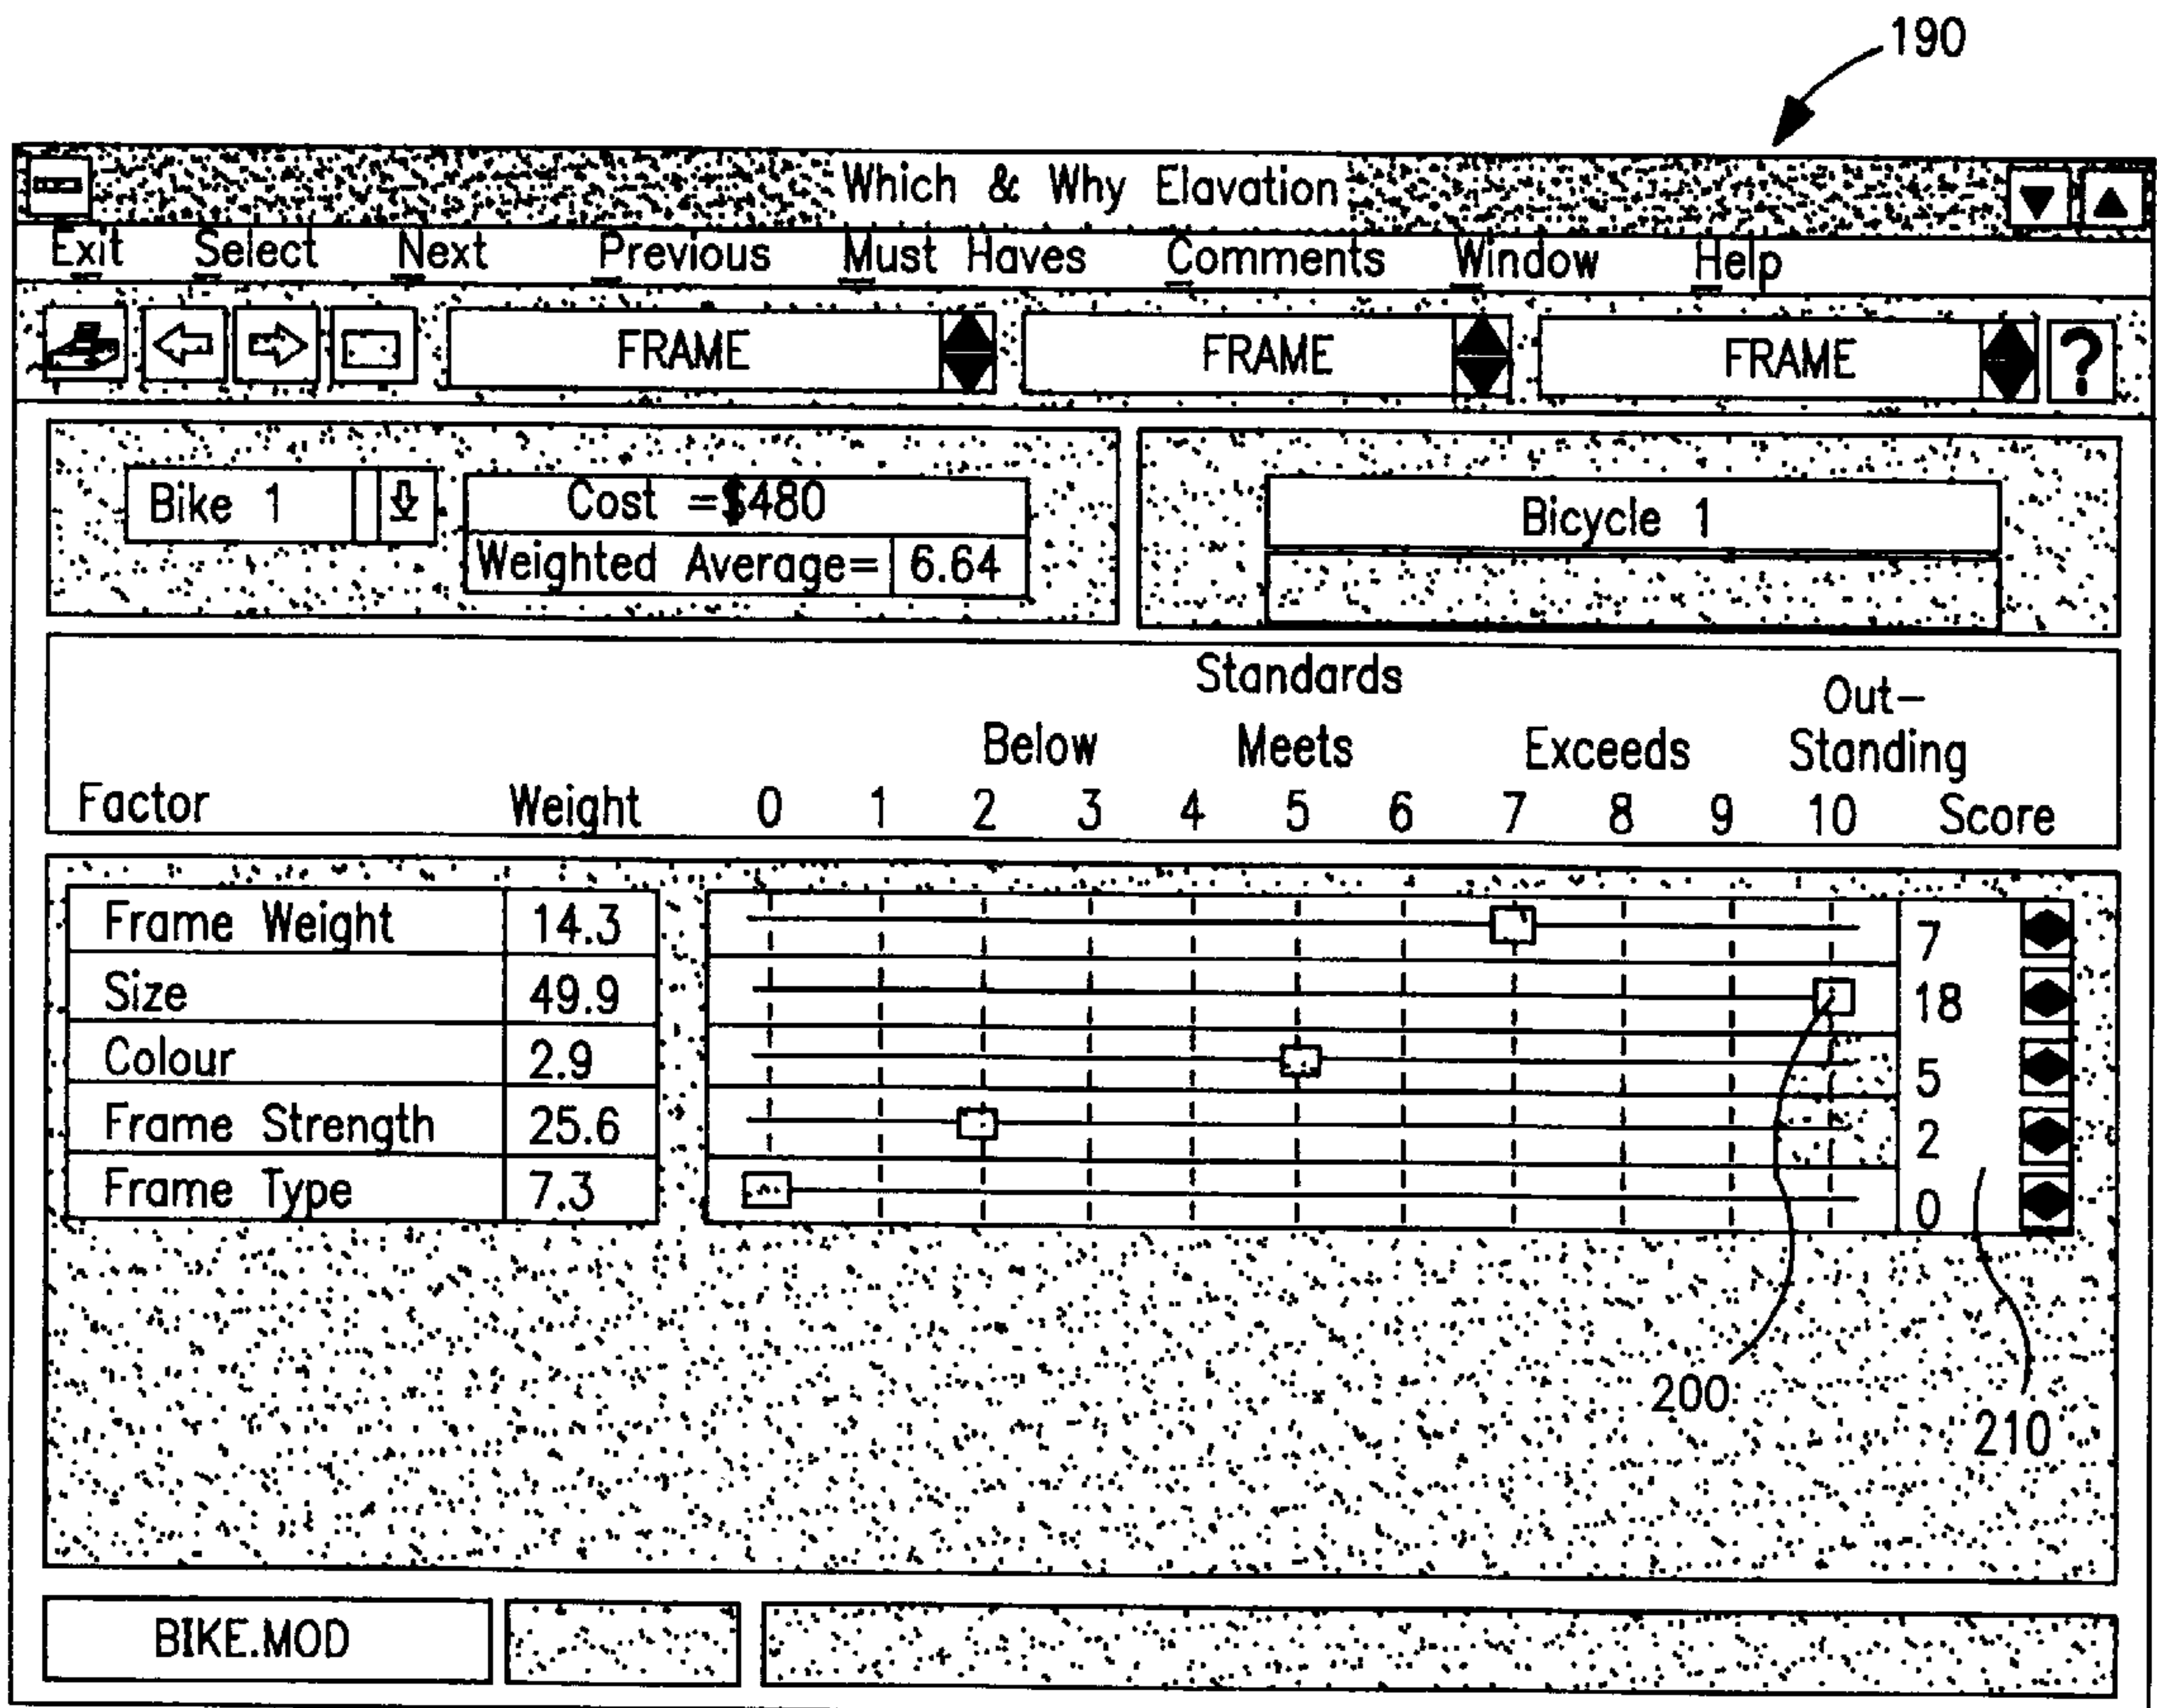 190
Which & Why Elavation
Exit Select Next Previous Must Haves Comments Window Help
FRAME FRAME FRAME ?
Bike 1 Cost =$480 Bicycle 1
Weighted Average= 6.64
Standards
Out-
Below Meets Exceeds Standing
Factor Weight 0 1 2 3 4 5 6 7 8 9 10 Score
Frame Weight 14.3 7
Size 49.9 18
Colour 2.9 5
Frame Strength 25.6 2
Frame Type 7.3 0
200
210
BIKE.MOD